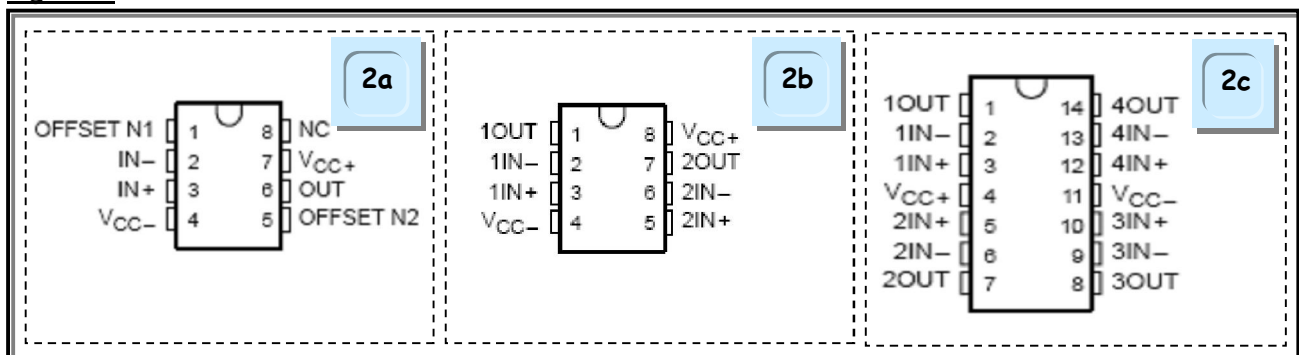 2a
OFFSET N1 1 8 NC
IN− 2 7 VCC+
IN+ 3 6 OUT
VCC− 4 5 OFFSET N2
2b
1OUT 1 8 VCC+
1IN− 2 7 2OUT
1IN+ 3 6 2IN−
VCC− 4 5 2IN+
2c
1OUT 1 14 4OUT
1IN− 2 13 4IN−
1IN+ 3 12 4IN+
VCC+ 4 11 VCC−
2IN+ 5 10 3IN+
2IN− 6 9 3IN−
2OUT 7 8 3OUT